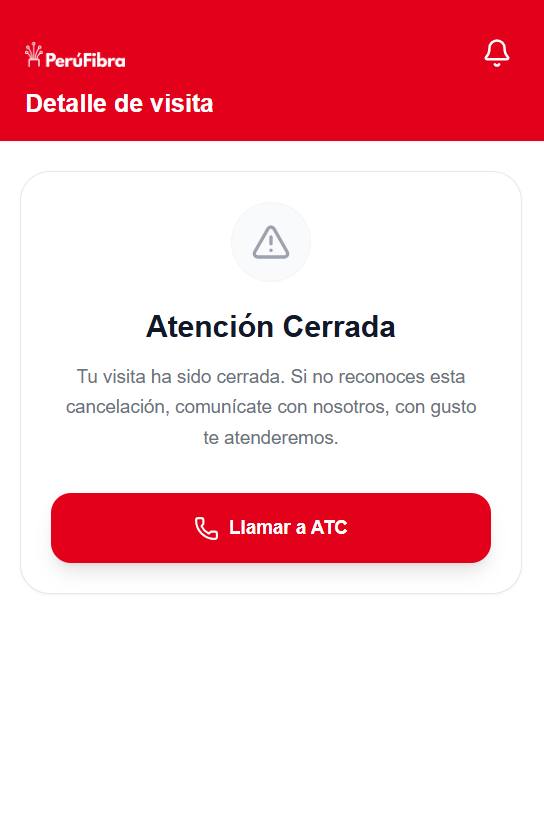 PerúFibra
Detalle de visita
Atención Cerrada
Tu visita ha sido cerrada. Si no reconoces esta
cancelación, comunícate con nosotros, con gusto
te atenderemos.
Llamar a ATC